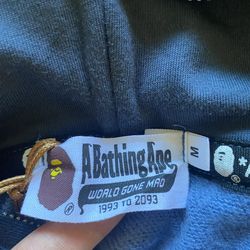 A Bathing Ape
WORLD GONE MAD
1993 TO 2093
®
M